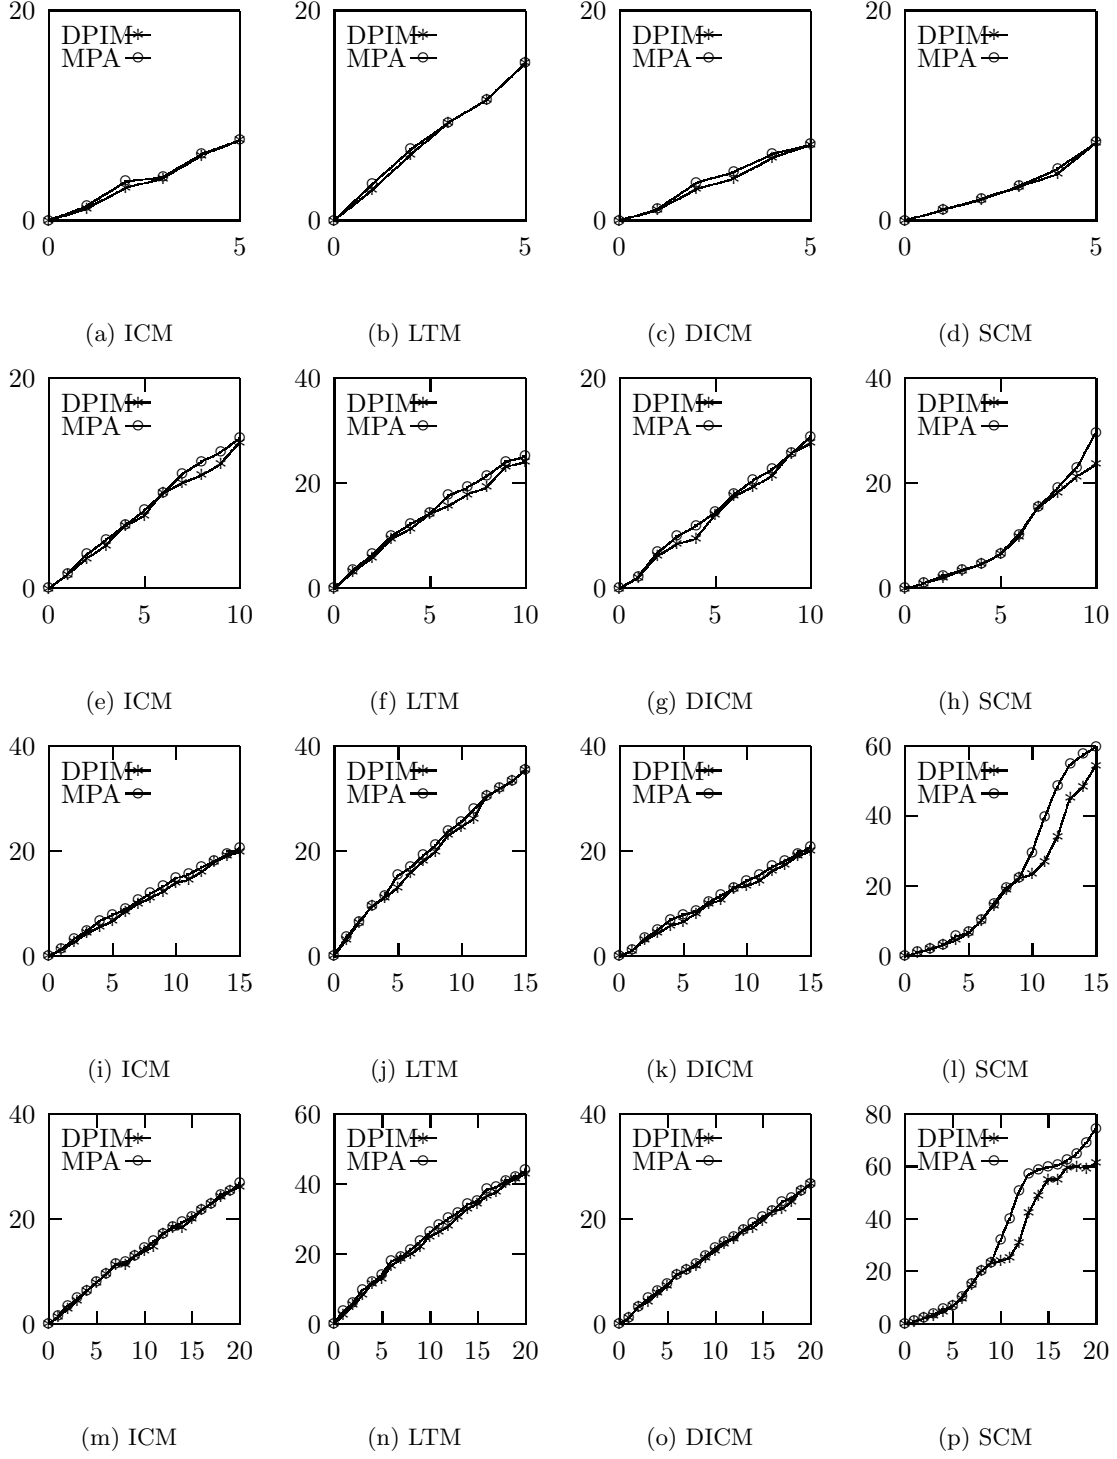 20
DPIM
MPA
0
0 5
(a) ICM
20
DPIM
MPA
0
0 5
(b) LTM
20
DPIM
MPA
0
0 5
(c) DICM
20
DPIM
MPA
0
0 5
(d) SCM
20
DPIM
MPA
0
0 5 10
(e) ICM
40
DPIM
MPA
20
0
0 5 10
(f) LTM
20
DPIM
MPA
0
0 5 10
(g) DICM
40
DPIM
MPA
20
0
0 5 10
(h) SCM
40
DPIM
MPA
20
0
0 5 10 15
(i) ICM
40
DPIM
MPA
20
0
0 5 10 15
(j) LTM
40
DPIM
MPA
20
0
0 5 10 15
(k) DICM
60
DPIM
MPA
40
20
0
0 5 10 15
(l) SCM
40
DPIM
MPA
20
0
0 5 10 15 20
(m) ICM
60
DPIM
MPA
40
20
0
0 5 10 15 20
(n) LTM
40
DPIM
MPA
20
0
0 5 10 15 20
(o) DICM
80
DPIM
MPA
60
40
20
0
0 5 10 15 20
(p) SCM